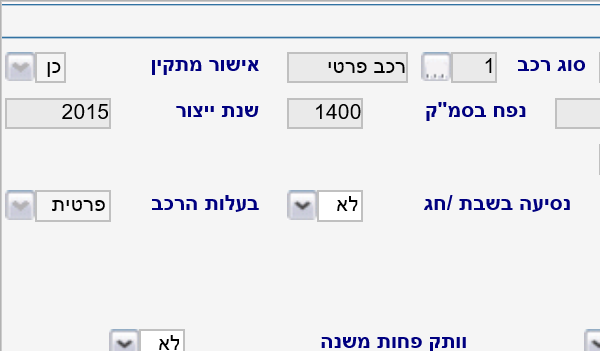 סוג רכב 1 ... רכב פרטי אישור מתקין כן
נפח בסמ"ק 1400 שנת ייצור 2015
נסיעה בשבת /חג לא בעלות הרכב פרטית
וותק פחות משנה לא